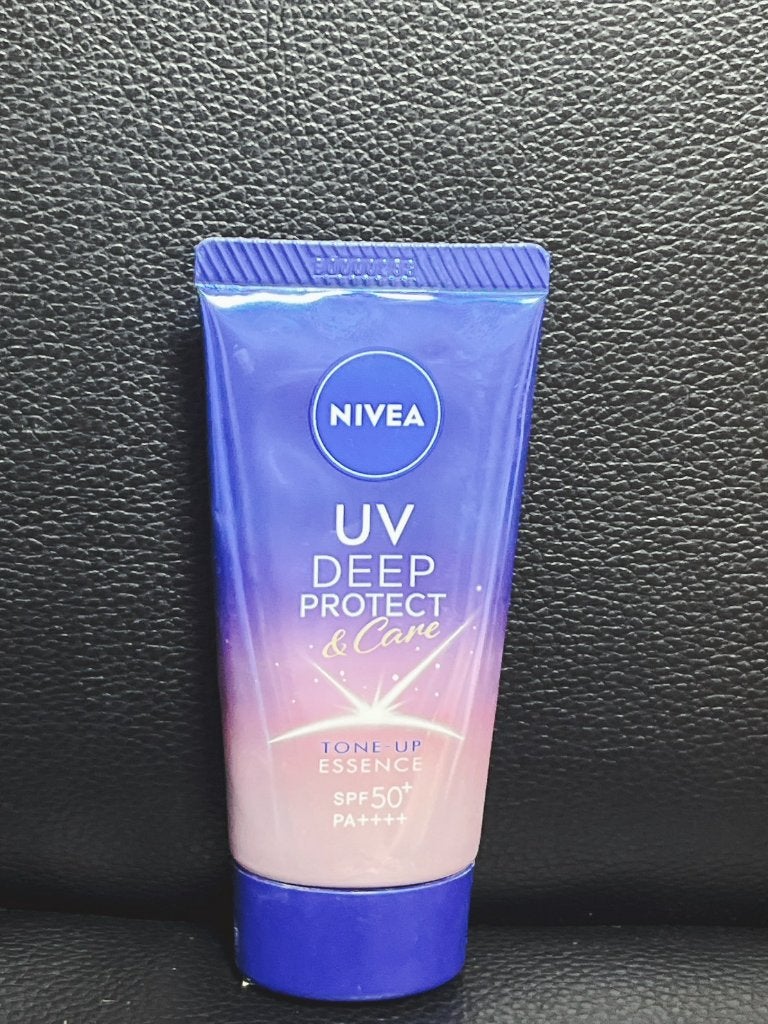 NIVEA
UV
DEEP
PROTECT
& Care
TONE-UP
ESSENCE
SPF50+
PA++++